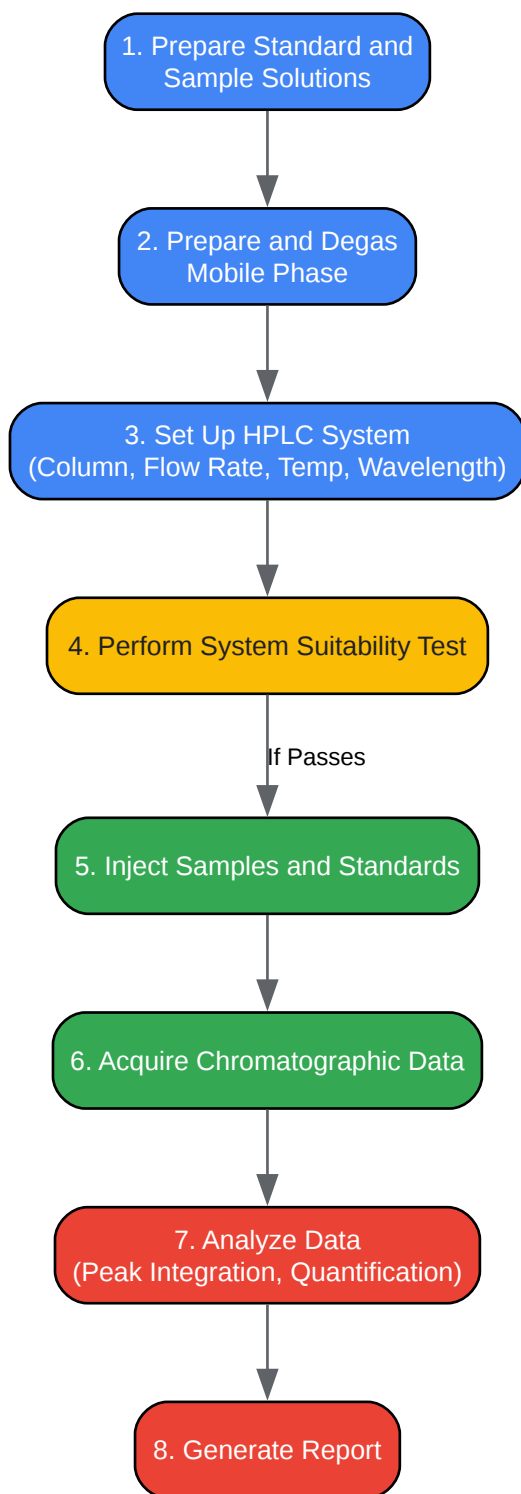 1. Prepare Standard and
Sample Solutions
2. Prepare and Degas
Mobile Phase
3. Set Up HPLC System
(Column, Flow Rate, Temp, Wavelength)
4. Perform System Suitability Test
If Passes
5. Inject Samples and Standards
6. Acquire Chromatographic Data
7. Analyze Data
(Peak Integration, Quantification)
8. Generate Report